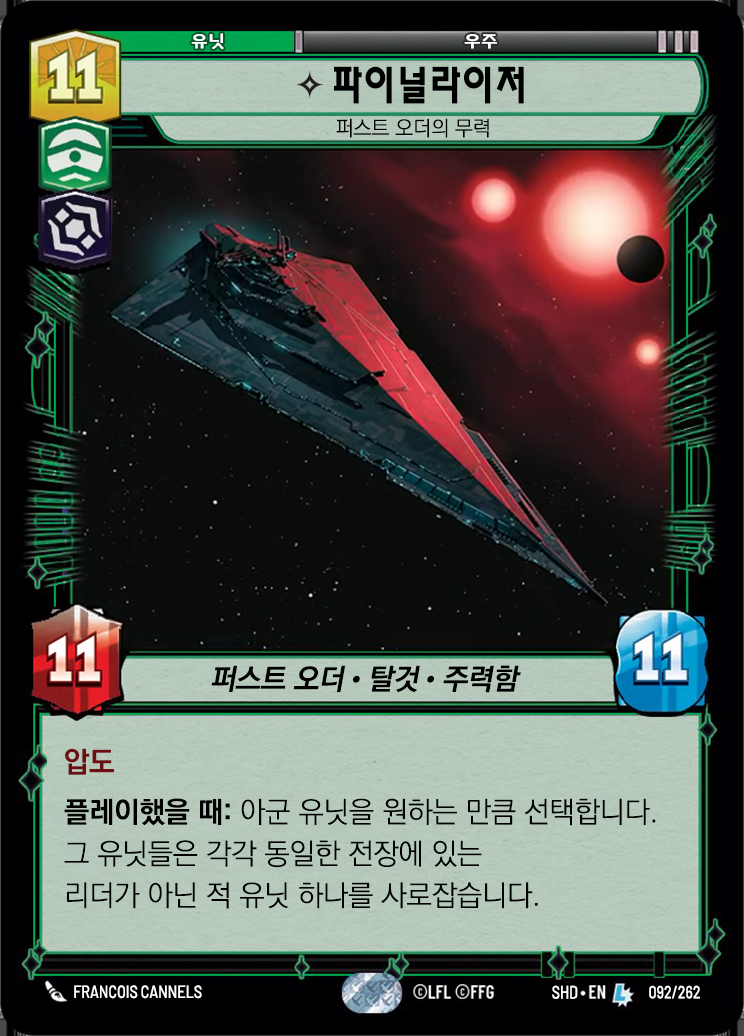 유닛
우주
11
파이널라이저
퍼스트 오더의 무력
11
퍼스트 오더 • 탈것 • 주력함
11
압도
플레이했을 때: 아군 유닛을 원하는 만큼 선택합니다.
그 유닛들은 각각 동일한 전장에 있는
리더가 아닌 적 유닛 하나를 사로잡습니다.
FRANCOIS CANNELS
©LFL ©FFG
SHD • EN
L
092/262